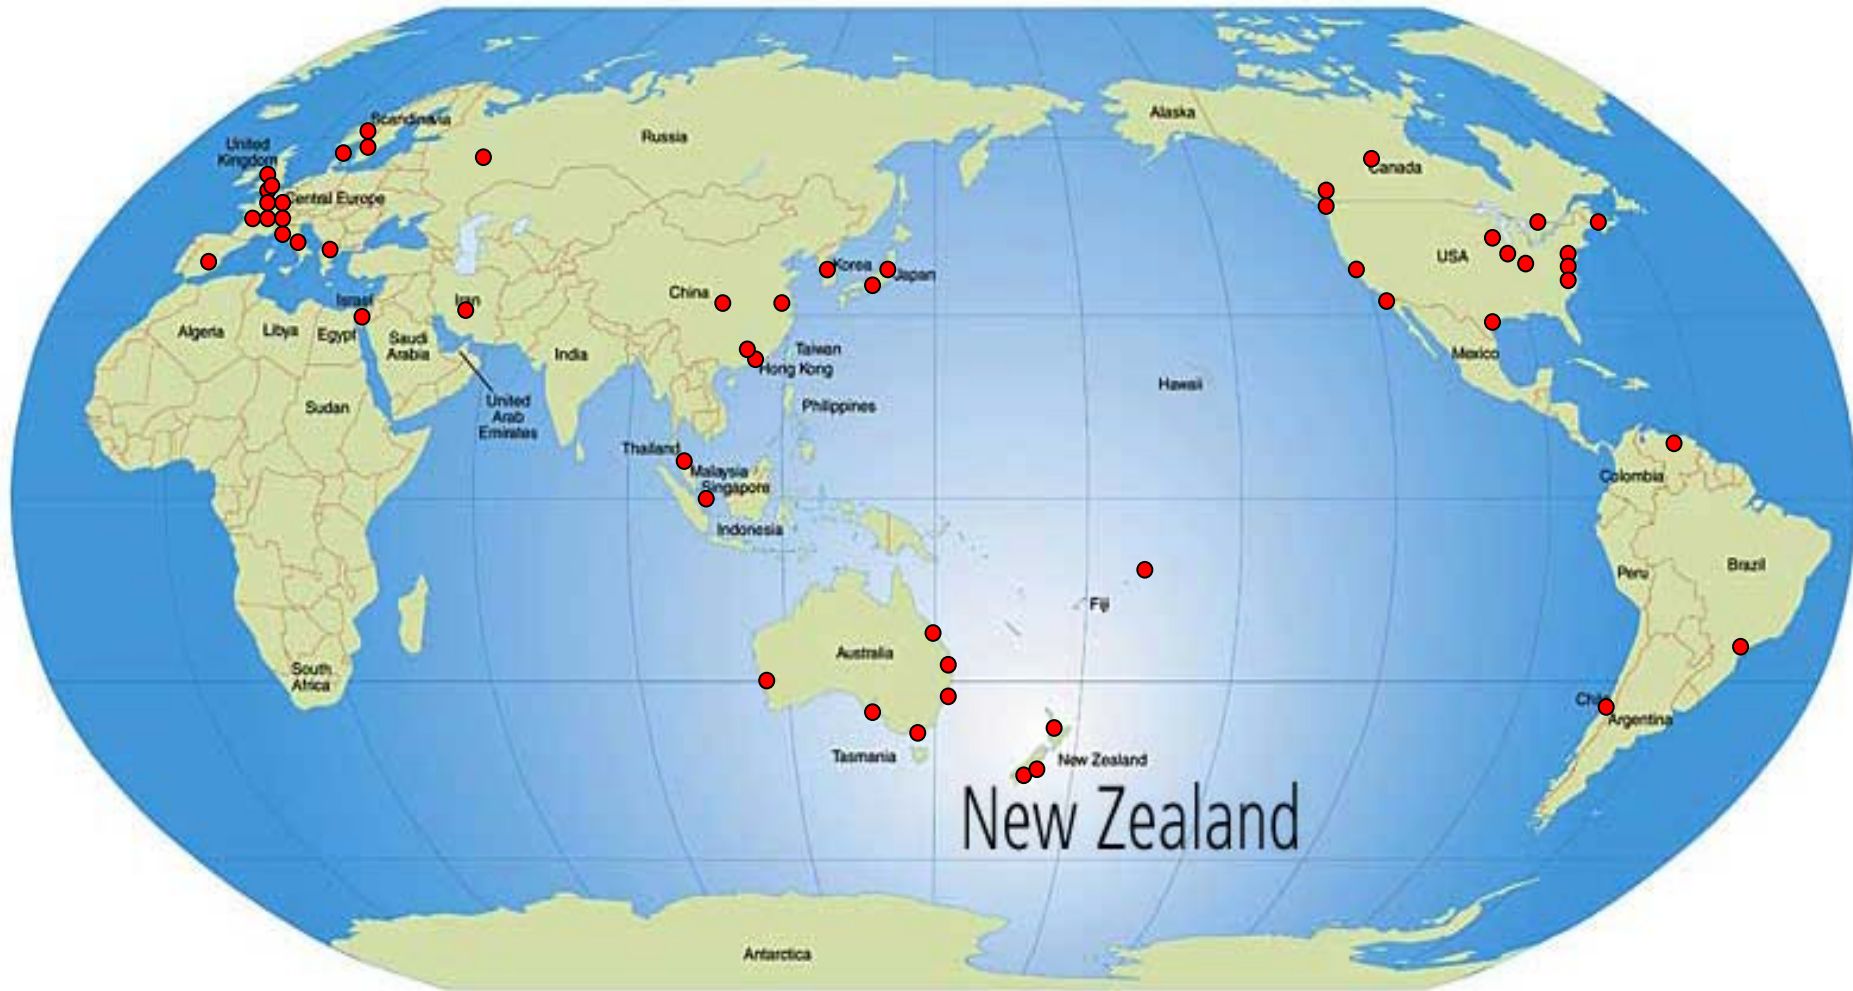 Alaska
Scandinavia
Russia
United
Kingdom
Canada
Central Europe
USA
Korea
Japan
China
Israel
Iran
Algeria
Libya
Egypt
Saudi
Arabia
India
Taiwan
Hong Kong
Mexico
Hawaii
Sudan
United
Arab
Emirates
Philippines
Thailand
Malaysia
Singapore
Colombia
Indonesia
Brazil
Peru
Fiji
Australia
South
Africa
Chile
Argentina
Tasmania
New Zealand
New Zealand
Antarctica